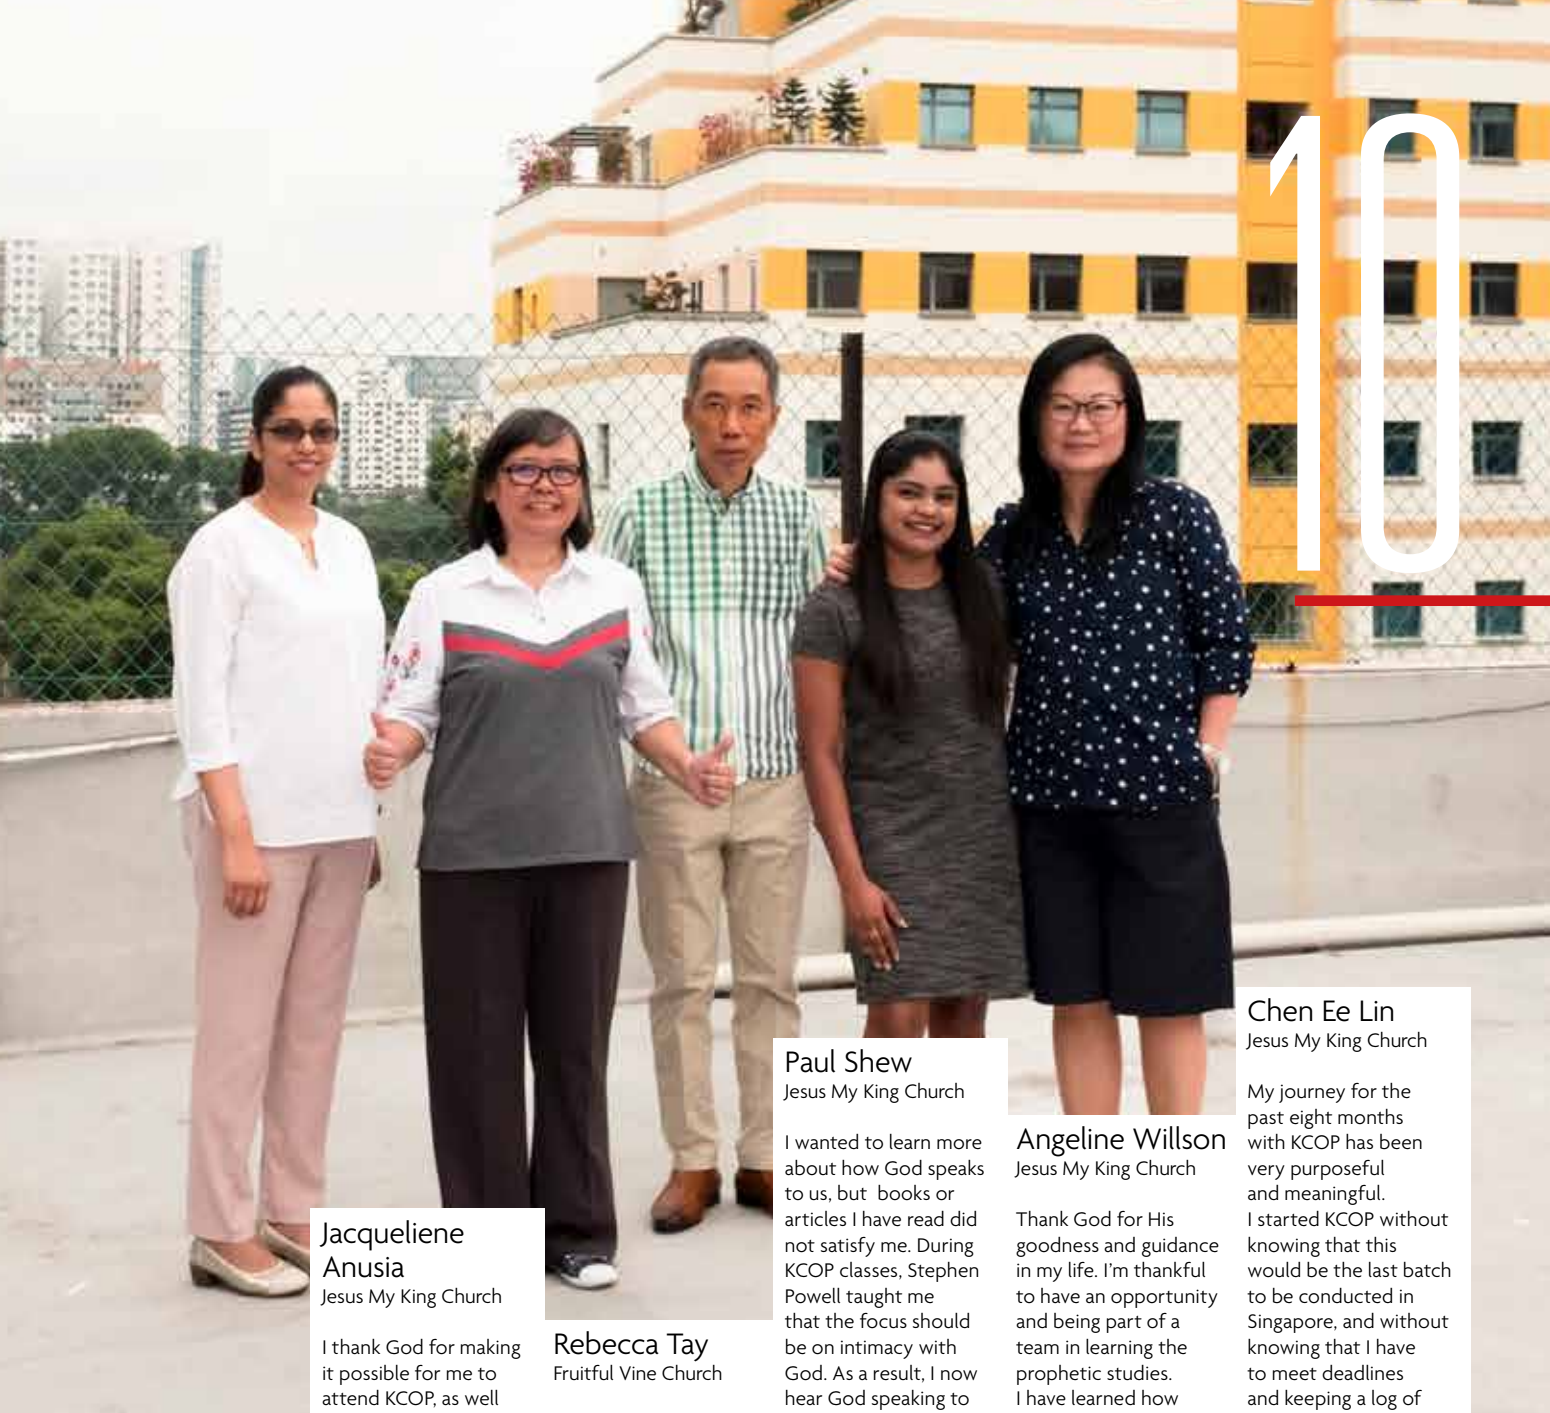 10
Jacqueliene
Anusia
Jesus My King Church
I thank God for making
it possible for me to
attend KCOP, as well
Rebecca Tay
Fruitful Vine Church
Paul Shew
Jesus My King Church
I wanted to learn more
about how God speaks
to us, but books or
articles I have read did
not satisfy me. During
KCOP classes, Stephen
Powell taught me
that the focus should
be on intimacy with
God. As a result, I now
hear God speaking to
Angeline Willson
Jesus My King Church
Thank God for His
goodness and guidance
in my life. I’m thankful
to have an opportunity
and being part of a
team in learning the
prophetic studies.
I have learned how
Chen Ee Lin
Jesus My King Church
My journey for the
past eight months
with KCOP has been
very purposeful
and meaningful.
I started KCOP without
knowing that this
would be the last batch
to be conducted in
Singapore, and without
knowing that I have
to meet deadlines
and keeping a log of